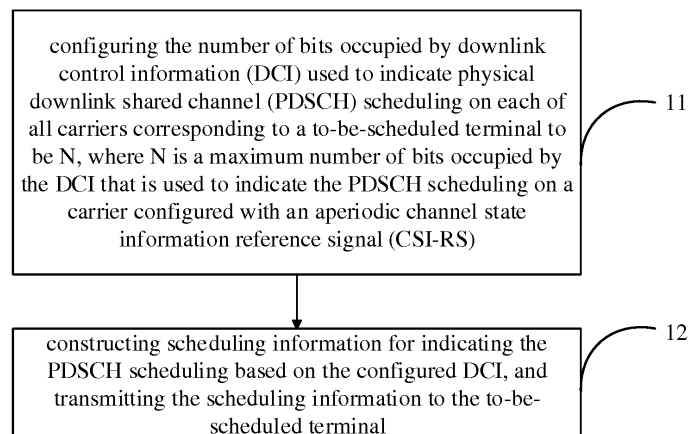 configuring the number of bits occupied by downlink
control information (DCI) used to indicate physical
downlink shared channel (PDSCH) scheduling on each of
all carriers corresponding to a to-be-scheduled terminal to
be N, where N is a maximum number of bits occupied by
the DCI that is used to indicate the PDSCH scheduling on a
carrier configured with an aperiodic channel state
information reference signal (CSI-RS)
11
constructing scheduling information for indicating the
PDSCH scheduling based on the configured DCI, and
transmitting the scheduling information to the to-be-
scheduled terminal
12